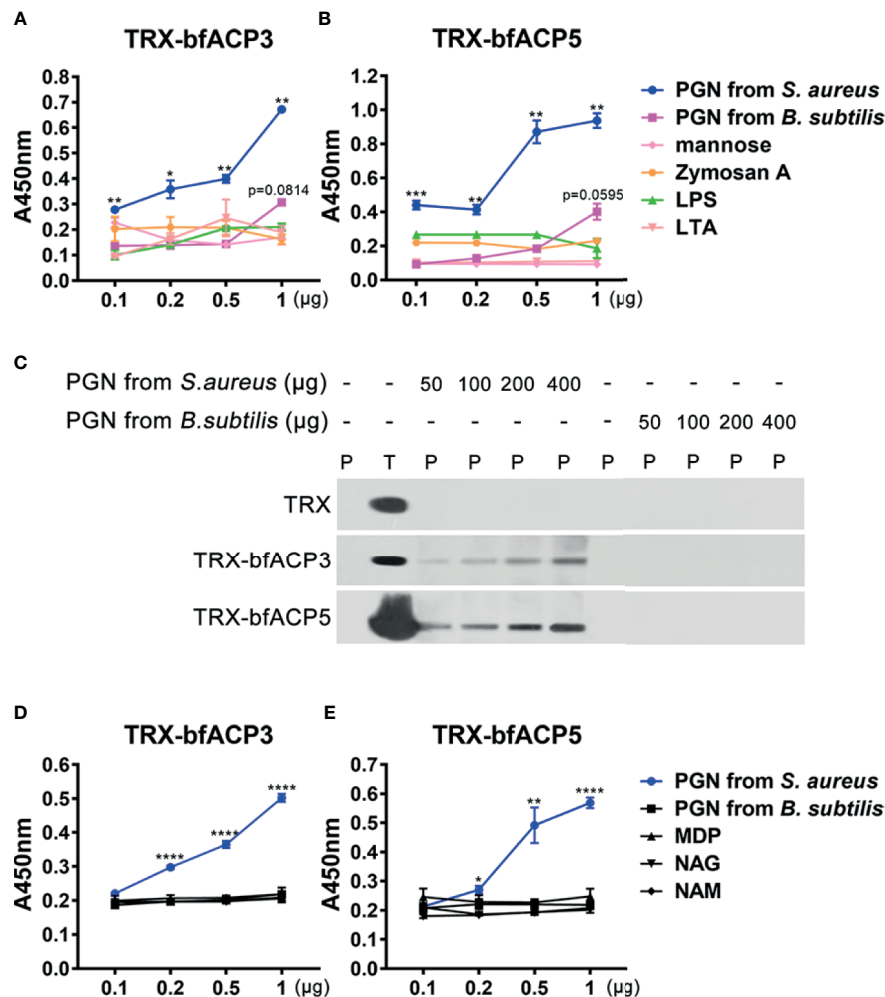 A
TRX-bfACP3
A450nm
0.8
0.7
0.6
0.5
0.4
0.3
0.2
0.1
0.0
**
*
**
**
p=0.0814
0.1 0.2 0.5 1 (μg)
B
TRX-bfACP5
A450nm
1.2
1.0
0.8
0.6
0.4
0.2
0.0
***
**
**
**
p=0.0595
0.1 0.2 0.5 1 (μg)
PGN from S. aureus
PGN from B. subtilis
mannose
Zymosan A
LPS
LTA
C
PGN from S.aureus (μg) - - 50 100 200 400 - - - - -
PGN from B.subtilis (μg) - - - - - - - 50 100 200 400
P T P P P P P P P P P
TRX
TRX-bfACP3
TRX-bfACP5
D
TRX-bfACP3
A450nm
0.6
0.5
0.4
0.3
0.2
0.1
0.0
****
****
****
0.1 0.2 0.5 1 (μg)
E
TRX-bfACP5
A450nm
0.7
0.6
0.5
0.4
0.3
0.2
0.1
0.0
*
**
****
0.1 0.2 0.5 1 (μg)
PGN from S. aureus
PGN from B. subtilis
MDP
NAG
NAM